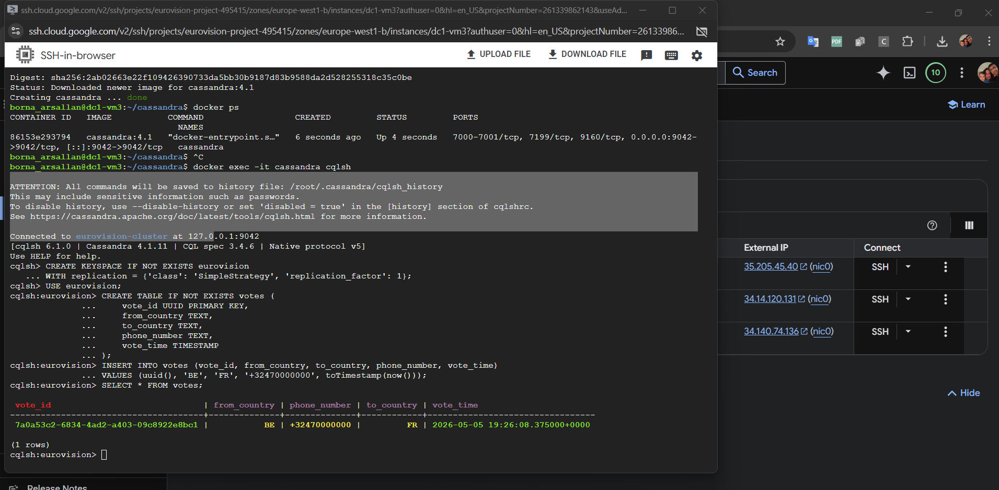 ssh.cloud.google.com/v2/ssh/projects/eurovision-project-495415/zones/europe-west1-b/instances/dc1-vm3?authuser=0&hl=en_US&projectNumber=261339862143&useAd...
ssh.cloud.google.com/v2/ssh/projects/eurovision-project-495415/zones/europe-west1-b/instances/dc1-vm3?authuser=0&hl=en_US&projectNumber=26133986...
SSH-in-browser
UPLOAD FILE
DOWNLOAD FILE
Digest: sha256:2ab02663e22f109426390733da5bb30b9187d83b9588da2d528255318c35c0be
Status: Downloaded newer image for cassandra:4.1
Creating cassandra ... done
borna_arsallan@dc1-vm3:~/cassandra$ docker ps
CONTAINER ID   IMAGE           COMMAND                  CREATED         STATUS         PORTS
NAMES
86153e293794   cassandra:4.1   "docker-entrypoint.s…"   6 seconds ago   Up 4 seconds   7000-7001/tcp, 7199/tcp, 9160/tcp, 0.0.0.0:9042-
>9042/tcp, [::]:9042->9042/tcp   cassandra
borna_arsallan@dc1-vm3:~/cassandra$ ^C
borna_arsallan@dc1-vm3:~/cassandra$ docker exec -it cassandra cqlsh
ATTENTION: All commands will be saved to history file: /root/.cassandra/cqlsh_history
This may include sensitive information such as passwords.
To disable history, use --disable-history or set 'disabled = true' in the [history] section of cqlshrc.
See https://cassandra.apache.org/doc/latest/tools/cqlsh.html for more information.
Connected to eurovision-cluster at 127.0.0.1:9042
[cqlsh 6.1.0 | Cassandra 4.1.11 | CQL spec 3.4.6 | Native protocol v5]
Use HELP for help.
cqlsh> CREATE KEYSPACE IF NOT EXISTS eurovision
... WITH replication = {'class': 'SimpleStrategy', 'replication_factor': 1};
cqlsh> USE eurovision;
cqlsh:eurovision> CREATE TABLE IF NOT EXISTS votes (
...     vote_id UUID PRIMARY KEY,
...     from_country TEXT,
...     to_country TEXT,
...     phone_number TEXT,
...     vote_time TIMESTAMP
... );
cqlsh:eurovision> INSERT INTO votes (vote_id, from_country, to_country, phone_number, vote_time)
... VALUES (uuid(), 'BE', 'FR', '+32470000000', toTimestamp(now()));
cqlsh:eurovision> SELECT * FROM votes;
vote_id | from_country | phone_number | to_country | vote_time
--------------------------------------+--------------+--------------+------------+---------------------------------
7a0a53c2-6834-4ad2-a403-09c8922e8bc1 | BE | +32470000000 | FR | 2026-05-05 19:26:08.375000+0000
(1 rows)
cqlsh:eurovision>
PDF
C
Search
10
Learn
External IP
Connect
35.205.45.40 (nic0)
SSH
34.14.120.131 (nic0)
SSH
34.140.74.136 (nic0)
SSH
Hide
Release Notes